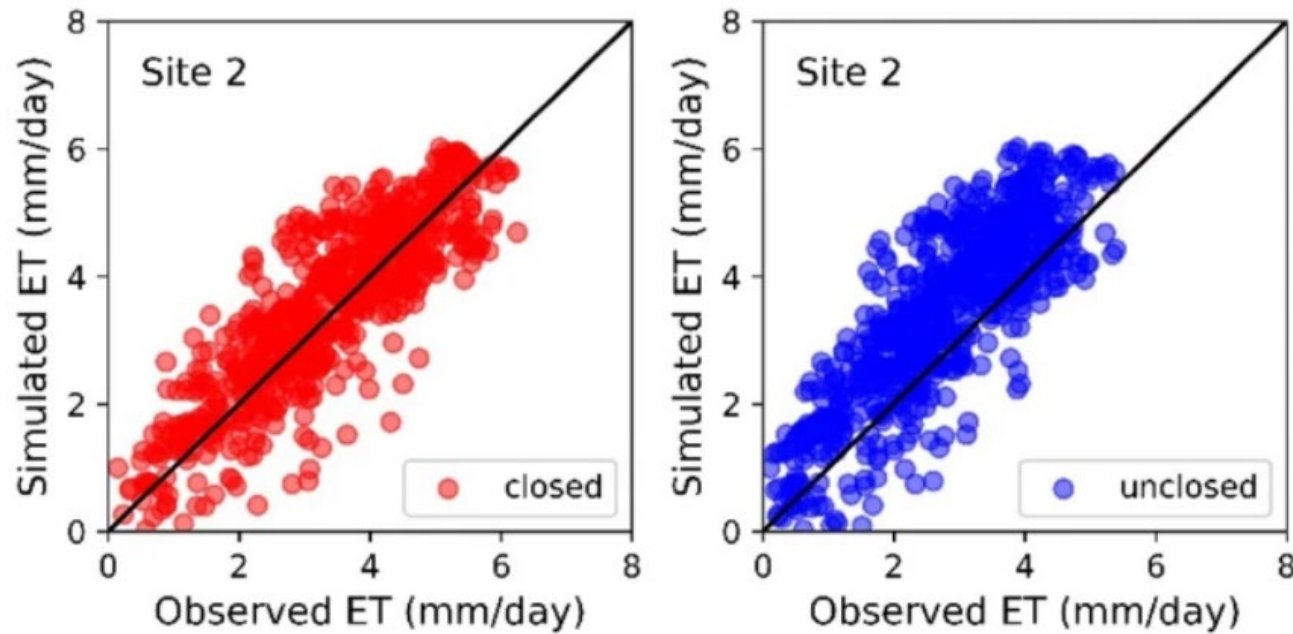 Site 2
closed
8
6
4
2
0
0 2 4 6 8
Simulated ET (mm/day)
Observed ET (mm/day)
Site 2
unclosed
8
6
4
2
0
0 2 4 6 8
Simulated ET (mm/day)
Observed ET (mm/day)